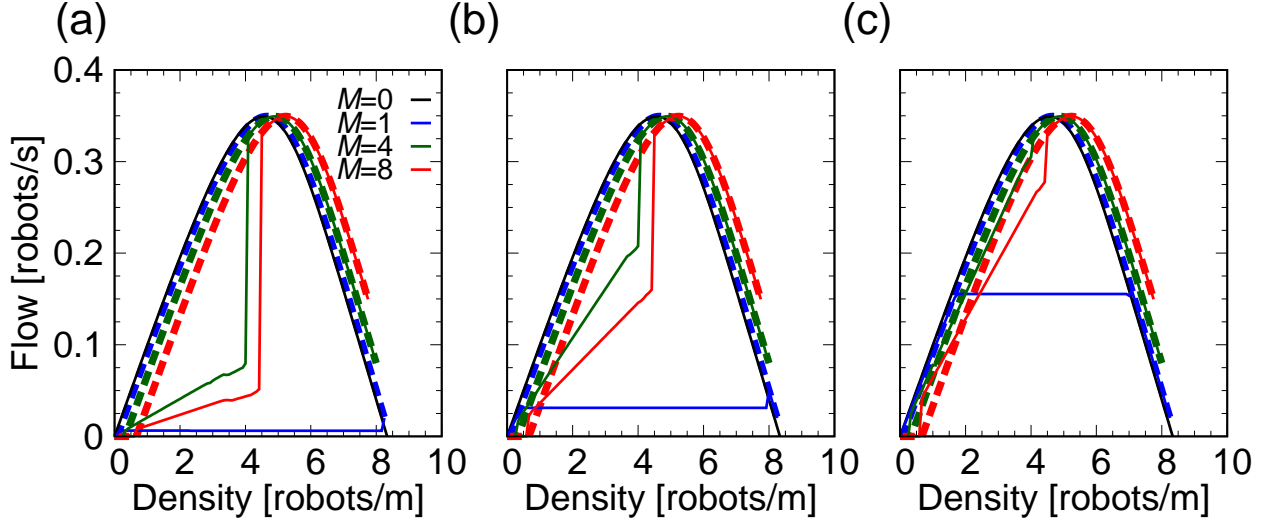 (a)
(b)
(c)
Flow [robots/s]
0.4
0.3
0.2
0.1
0
M=0
M=1
M=4
M=8
0 2 4 6 8 10
0 2 4 6 8 10
0 2 4 6 8 10
Density [robots/m]
Density [robots/m]
Density [robots/m]